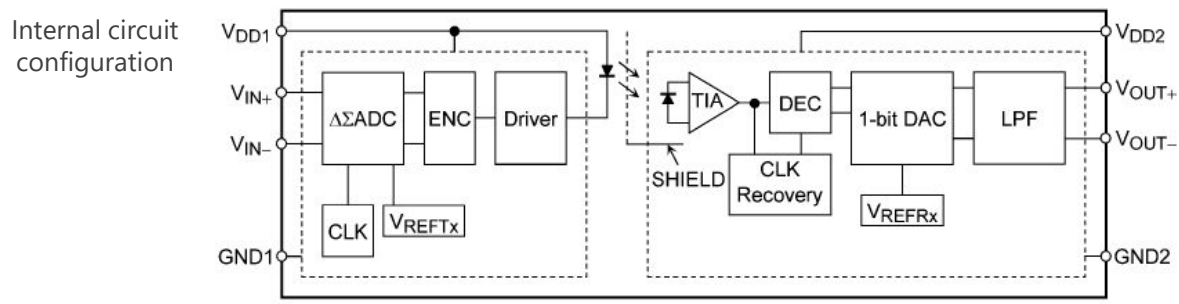 Internal circuit
configuration
VDD1
VDD2
VIN+
VIN−
ΔΣADC
ENC
Driver
CLK
VREFTx
GND1
SHIELD
TIA
DEC
CLK
Recovery
1-bit DAC
VREFRx
LPF
VOUT+
VOUT−
GND2